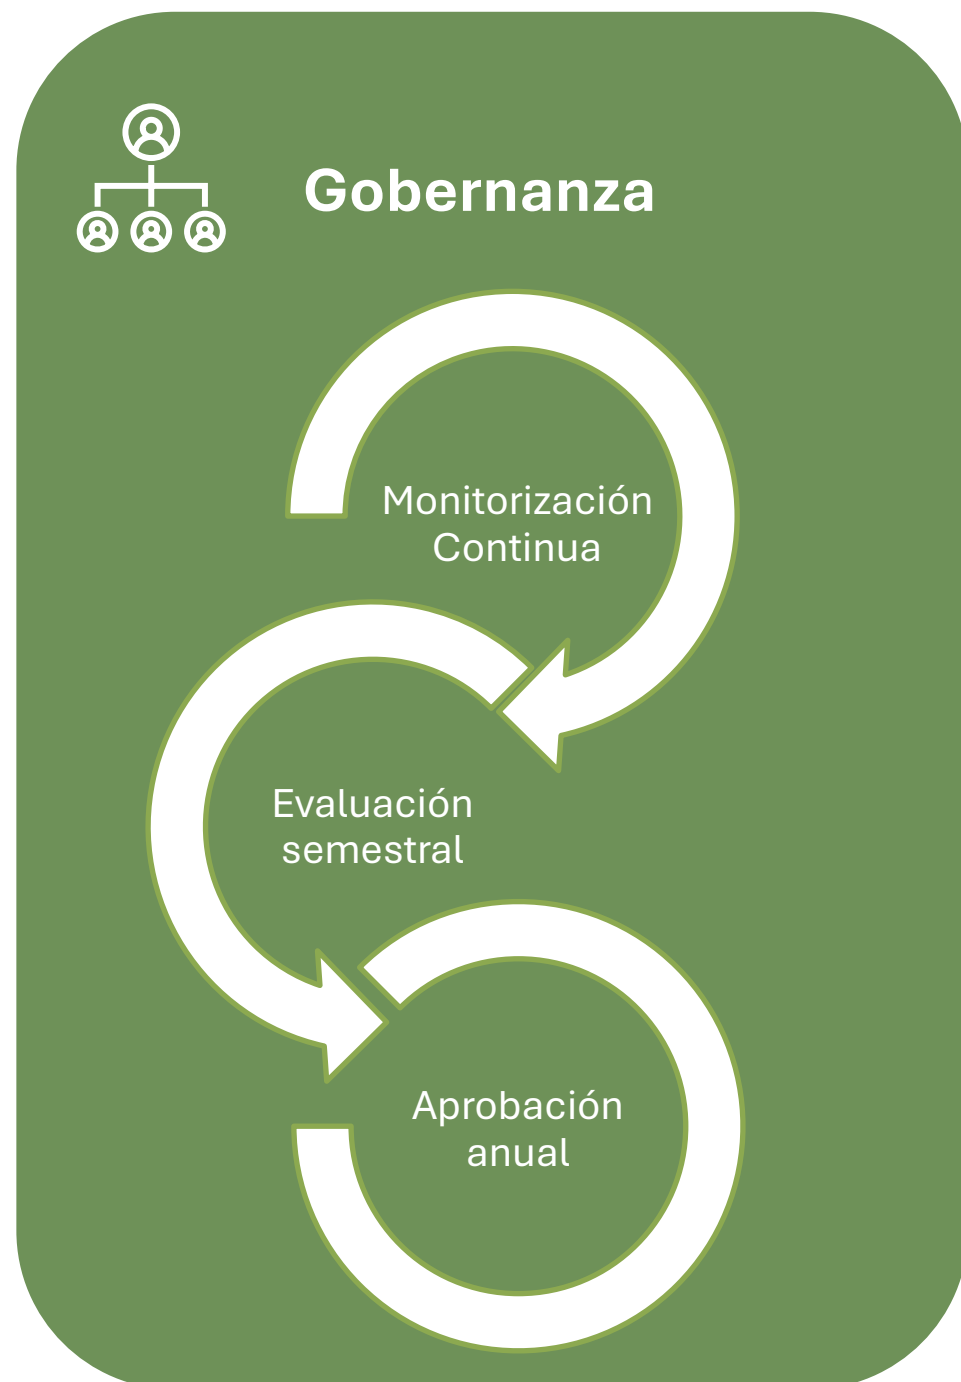 Gobernanza
Monitorización
Continua
Evaluación
semestral
Aprobación
anual